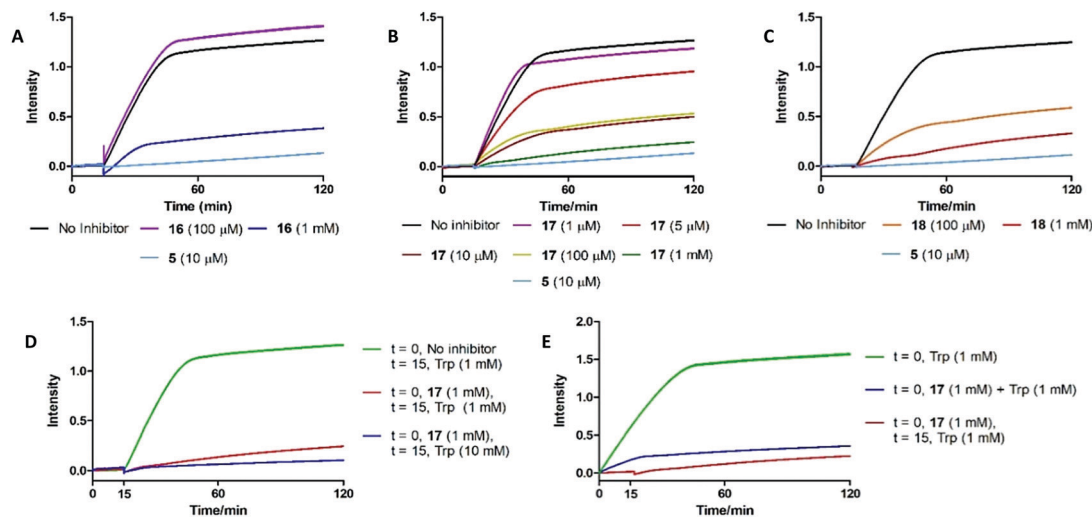 A
Intensity
1.5
1.0
0.5
0.0
0
60
120
Time (min)
No Inhibitor
16 (100 μM)
16 (1 mM)
5 (10 μM)
B
Intensity
1.5
1.0
0.5
0.0
0
60
120
Time/min
No inhibitor
17 (1 μM)
17 (5 μM)
17 (10 μM)
17 (100 μM)
17 (1 mM)
5 (10 μM)
C
Intensity
1.5
1.0
0.5
0.0
0
60
120
Time/min
No Inhibitor
18 (100 μM)
18 (1 mM)
5 (10 μM)
D
Intensity
1.5
1.0
0.5
0.0
0
15
60
120
Time/min
t = 0, No inhibitor
t = 15, Trp (1 mM)
t = 0, 17 (1 mM),
t = 15, Trp (1 mM)
t = 0, 17 (1 mM),
t = 15, Trp (10 mM)
E
Intensity
2.0
1.5
1.0
0.5
0.0
0
15
60
120
Time/min
t = 0, Trp (1 mM)
t = 0, 17 (1 mM) + Trp (1 mM)
t = 0, 17 (1 mM),
t = 15, Trp (1 mM)